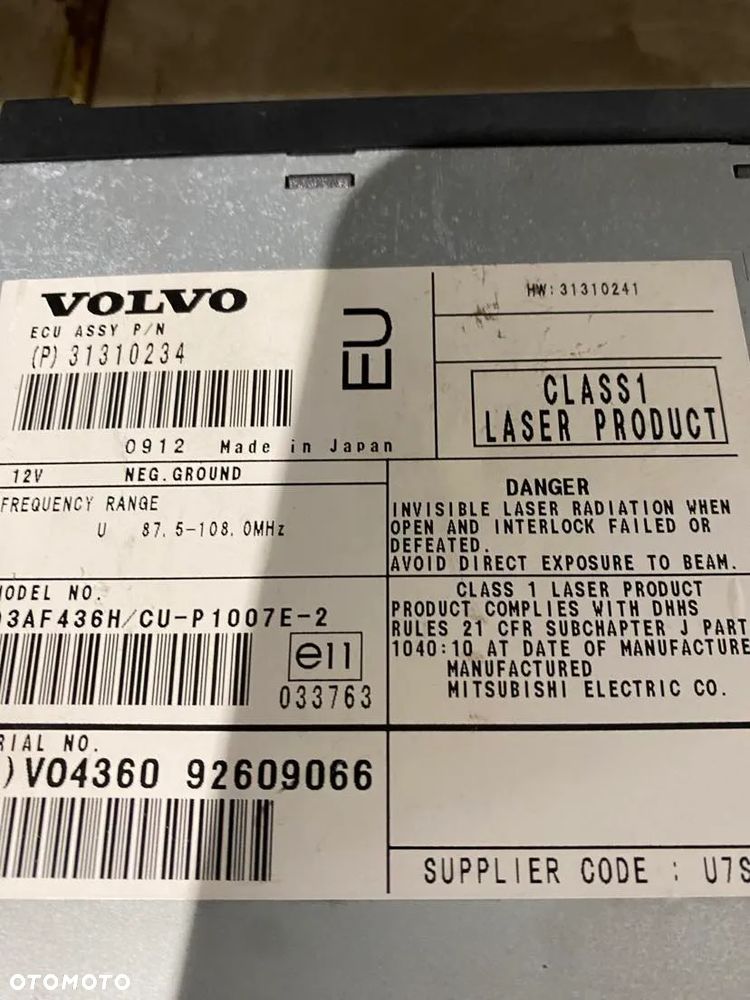 VOLVO
ECU ASSY P/N
(P) 31310234
EU
0912 Made in Japan
HW:31310241
CLASS1
LASER PRODUCT
12V NEG. GROUND
FREQUENCY RANGE
U 87.5-108.0MHz
DANGER
INVISIBLE LASER RADIATION WHEN
OPEN AND INTERLOCK FAILED OR
DEFEATED.
AVOID DIRECT EXPOSURE TO BEAM.
NO.
3AF436H/CU-P1007E-2
e11
033763
CLASS 1 LASER PRODUCT
PRODUCT COMPLIES WITH DHHS
RULES 21 CFR SUBCHAPTER J PART
1040:10 AT DATE OF MANUFACTURE
MANUFACTURED
MITSUBISHI ELECTRIC CO.
NO.
)VO4360 92609066
SUPPLIER CODE : U7S
OTOMOTO